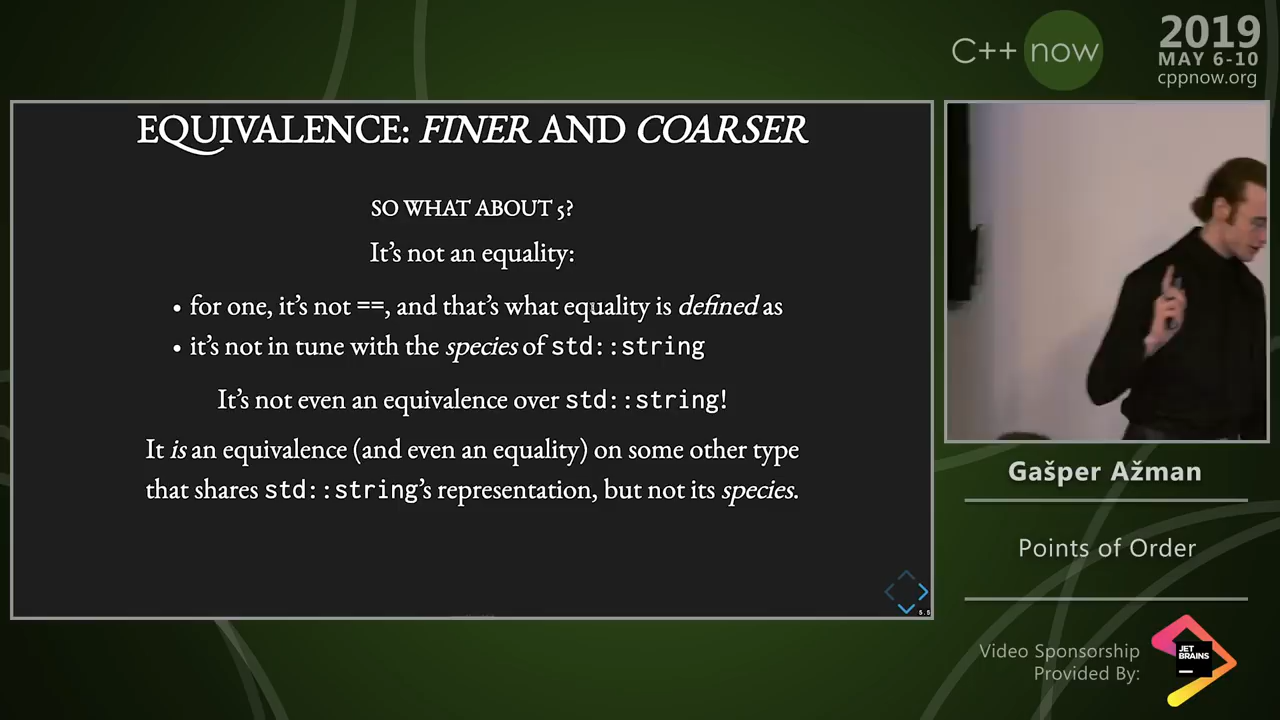 C++ now
2019
MAY 6-10
cppnow.org
EQUIVALENCE: FINER AND COARSER
SO WHAT ABOUT 5?
It's not an equality:
• for one, it's not ==, and that's what equality is defined as
• it's not in tune with the species of std::string
It's not even an equivalence over std::string!
It is an equivalence (and even an equality) on some other type
that shares std::string's representation, but not its species.
5.5
Gašper Ažman
Points of Order
Video Sponsorship
Provided By:
JET
BRAINS